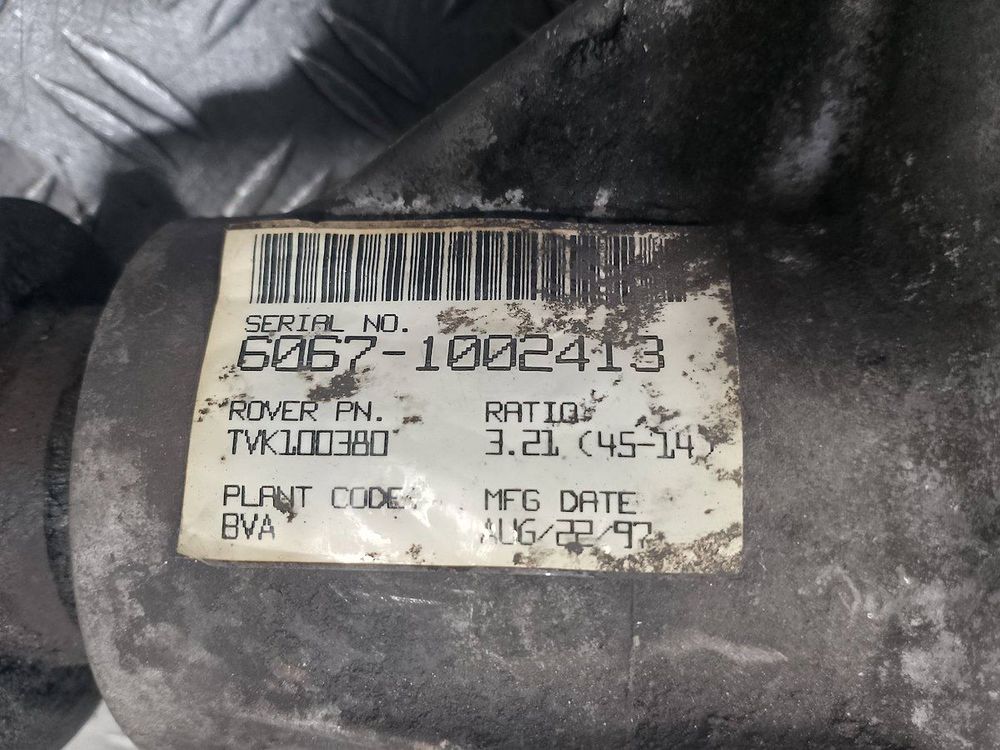 SERIAL NO.
6067-1002413
ROVER PN. RATIO:
TVK100380 3.21 (45-14)
PLANT CODE: MFG DATE
BVA AUG/22/97